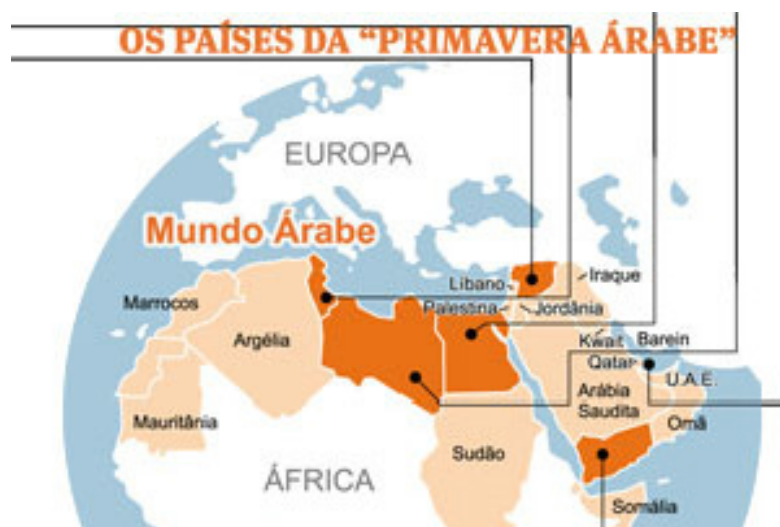 OS PAÍSES DA “PRIMAVERA ÁRABE”
EUROPA
Mundo Árabe
Líbano
Iraque
Marrocos
Palestina
Jordânia
Argélia
Kwait
Barein
Qatar
U.A.E.
Arábia
Saudita
Mauritânia
Omã
Sudão
ÁFRICA
Somália